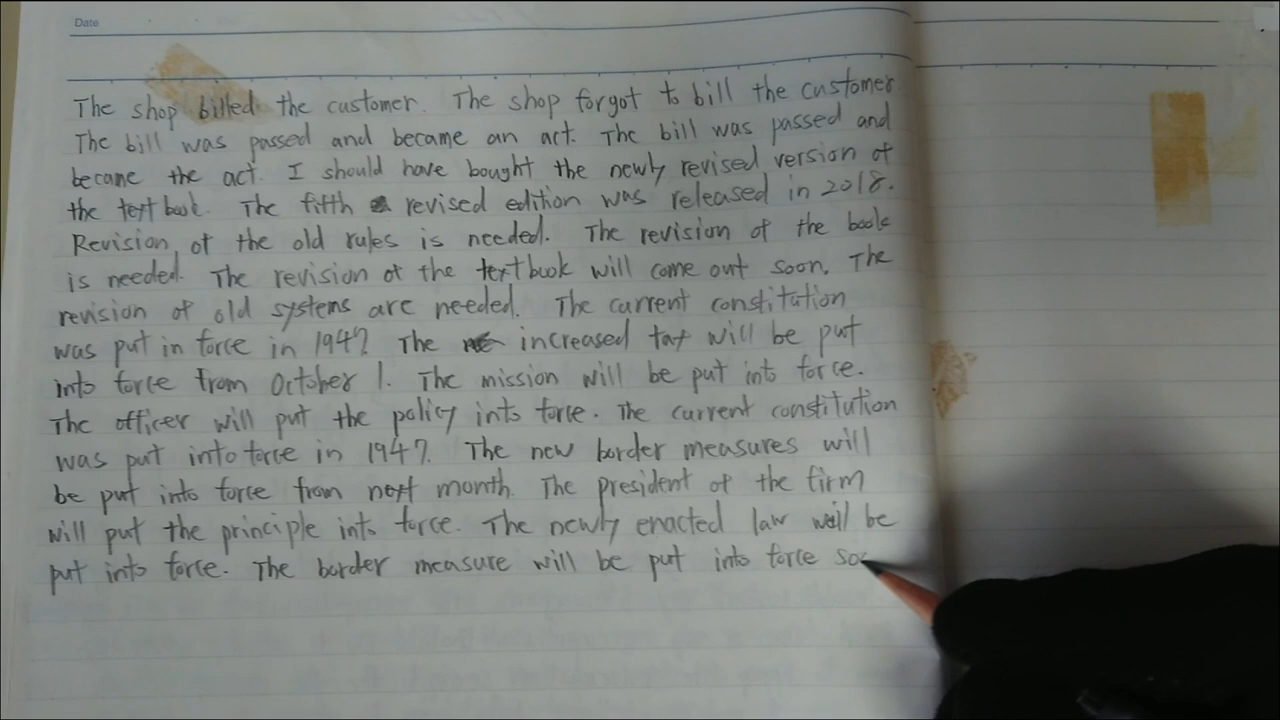 Date
The shop billed the customer. The shop forgot to bill the customer
The bill was passed and became an act. The bill was passed and
became the act. I should have bought the newly revised version of
the textbook. The fifth revised edition was released in 2018.
Revision of the old rules is needed. The revision of the books
is needed. The revision of the textbook will come out soon. The
revision of old systems are needed. The current constitution
was put in force in 1947 The increased tax will be put
into force from October 1. The mission will be put into force.
The officer will put the policy into force. The current constitution
was put into force in 1947. The new border measures will
be put into force from next month. The president of the firm
will put the principle into force. The newly enacted law will be
put into force. The border measure will be put into force soo